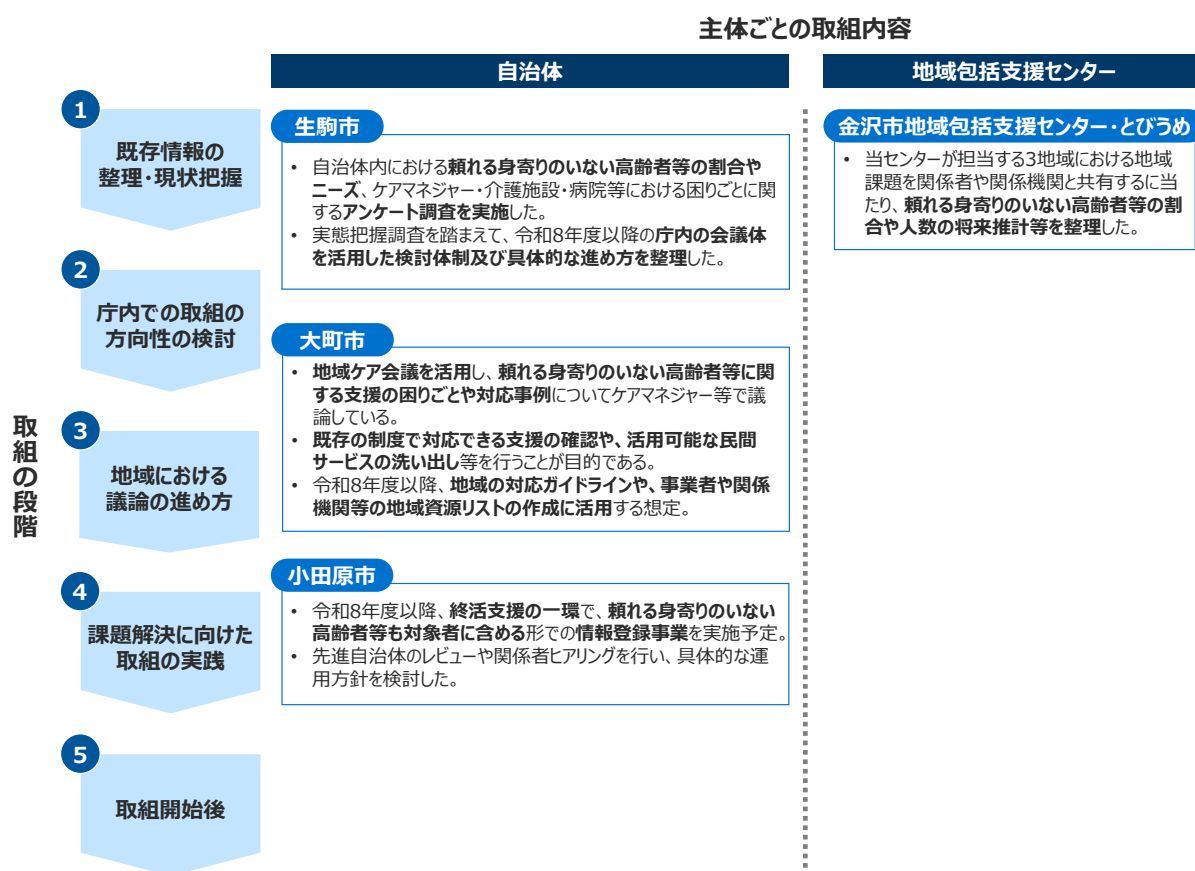 主体ごとの取組内容
自治体
地域包括支援センター
取組の段階
1
既存情報の
整理・現状把握
2
庁内での取組の
方向性の検討
3
地域における
議論の進め方
4
課題解決に向けた
取組の実践
5
取組開始後
生駒市
• 自治体内における頼れる身寄りのいない高齢者等の割合や
ニーズ、ケアマネジャー・介護施設・病院等における困りごとに関
するアンケート調査を実施した。
• 実態把握調査を踏まえて、令和8年度以降の庁内の会議体
を活用した検討体制及び具体的な進め方を整理した。
大町市
• 地域ケア会議を活用し、頼れる身寄りのいない高齢者等に関
する支援の困りごとや対応事例についてケアマネジャー等で議
論している。
• 既存の制度で対応できる支援の確認や、活用可能な民間
サービスの洗い出し等を行うことが目的である。
• 令和8年度以降、地域の対応ガイドラインや、事業者や関係
機関等の地域資源リストの作成に活用する想定。
小田原市
• 令和8年度以降、終活支援の一環で、頼れる身寄りのいない
高齢者等も対象者に含める形での情報登録事業を実施予定。
• 先進自治体のレビューや関係者ヒアリングを行い、具体的な運
用方針を検討した。
金沢市地域包括支援センター・とびうめ
• 当センターが担当する3地域における地域
課題を関係者や関係機関と共有するに当
たり、頼れる身寄りのいない高齢者等の割
合や人数の将来推計等を整理した。